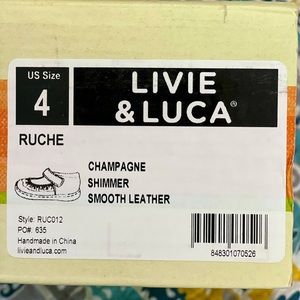 US Size
4
LIVIE
& LUCA®
RUCHE
CHAMPAGNE
SHIMMER
SMOOTH LEATHER
Style: RUC012
PO#: 635
Handmade in China
livieandluca.com
848301070526